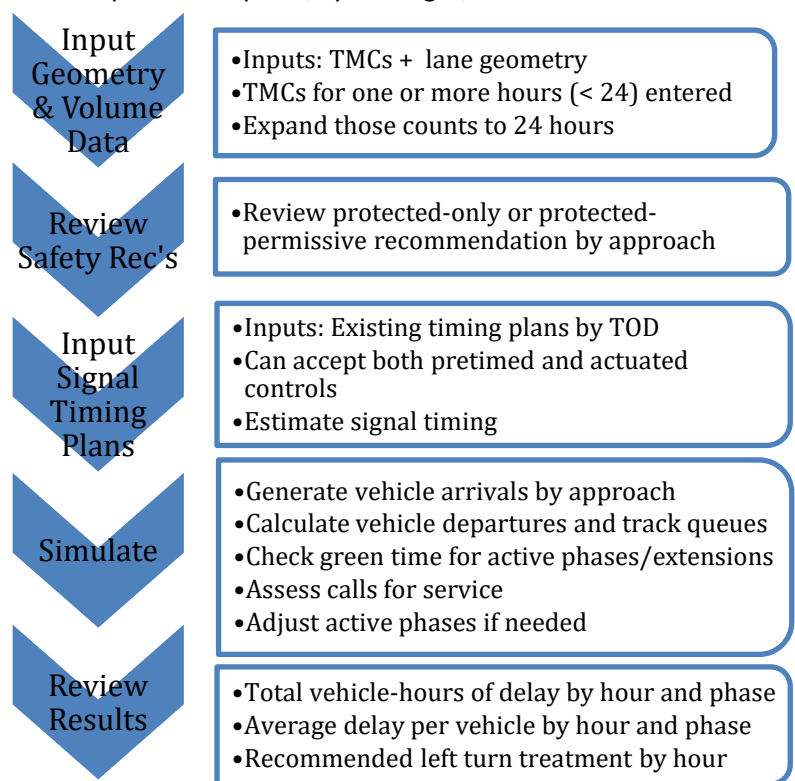 Input
Geometry
& Volume
Data
•Inputs: TMCs + lane geometry
•TMCs for one or more hours (< 24) entered
•Expand those counts to 24 hours
Review
Safety Rec's
•Review protected-only or protected-
permissive recommendation by approach
Input
Signal
Timing
Plans
•Inputs: Existing timing plans by TOD
•Can accept both pretimed and actuated
controls
•Estimate signal timing
Simulate
•Generate vehicle arrivals by approach
•Calculate vehicle departures and track queues
•Check green time for active phases/extensions
•Assess calls for service
•Adjust active phases if needed
Review
Results
•Total vehicle-hours of delay by hour and phase
•Average delay per vehicle by hour and phase
•Recommended left turn treatment by hour